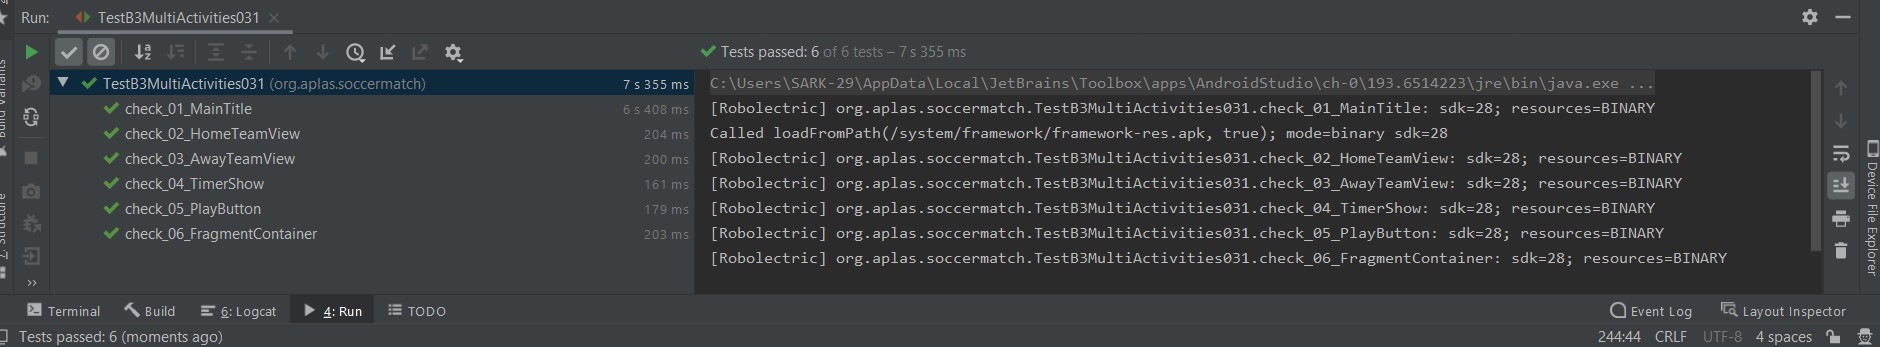 Run: TestB3MultiActivities031
Tests passed: 6 of 6 tests – 7 s 355 ms
TestB3MultiActivities031 (org.aplas.soccermatch) 7 s 355 ms
check_01_MainTitle 6 s 408 ms
check_02_HomeTeamView 204 ms
check_03_AwayTeamView 200 ms
check_04_TimerShow 161 ms
check_05_PlayButton 179 ms
check_06_FragmentContainer 203 ms
C:\Users\SARK-29\AppData\Local\JetBrains\Toolbox\apps\AndroidStudio\ch-0\193.6514223\jre\bin\java.exe ...
[Robolectric] org.aplas.soccermatch.TestB3MultiActivities031.check_01_MainTitle: sdk=28; resources=BINARY
Called loadFromPath(/system/framework/framework-res.apk, true); mode=binary sdk=28
[Robolectric] org.aplas.soccermatch.TestB3MultiActivities031.check_02_HomeTeamView: sdk=28; resources=BINARY
[Robolectric] org.aplas.soccermatch.TestB3MultiActivities031.check_03_AwayTeamView: sdk=28; resources=BINARY
[Robolectric] org.aplas.soccermatch.TestB3MultiActivities031.check_04_TimerShow: sdk=28; resources=BINARY
[Robolectric] org.aplas.soccermatch.TestB3MultiActivities031.check_05_PlayButton: sdk=28; resources=BINARY
[Robolectric] org.aplas.soccermatch.TestB3MultiActivities031.check_06_FragmentContainer: sdk=28; resources=BINARY
Build Variants
7: Structure
Device File Explorer
Terminal Build 6: Logcat 4: Run TODO Event Log Layout Inspector
Tests passed: 6 (moments ago) 244:44 CRLF UTF-8 4 spaces